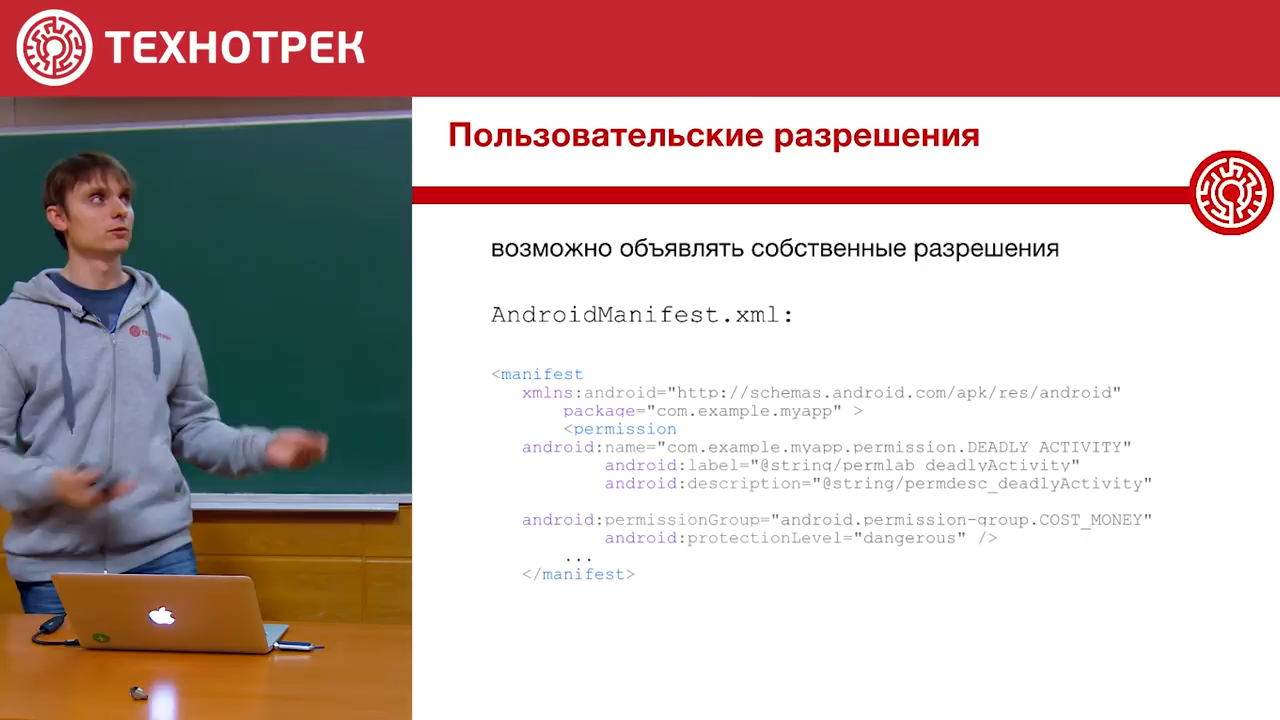 ТЕХНОТРЕК
Пользовательские разрешения
возможно объявлять собственные разрешения
AndroidManifest.xml:
<manifest
xmlns:android="http://schemas.android.com/apk/res/android"
package="com.example.myapp" >
<permission
android:name="com.example.myapp.permission.DEADLY_ACTIVITY"
android:label="@string/permlab_deadlyActivity"
android:description="@string/permdesc_deadlyActivity"
android:permissionGroup="android.permission-group.COST_MONEY"
android:protectionLevel="dangerous" />
...
</manifest>
ТЕХНОТРЕК